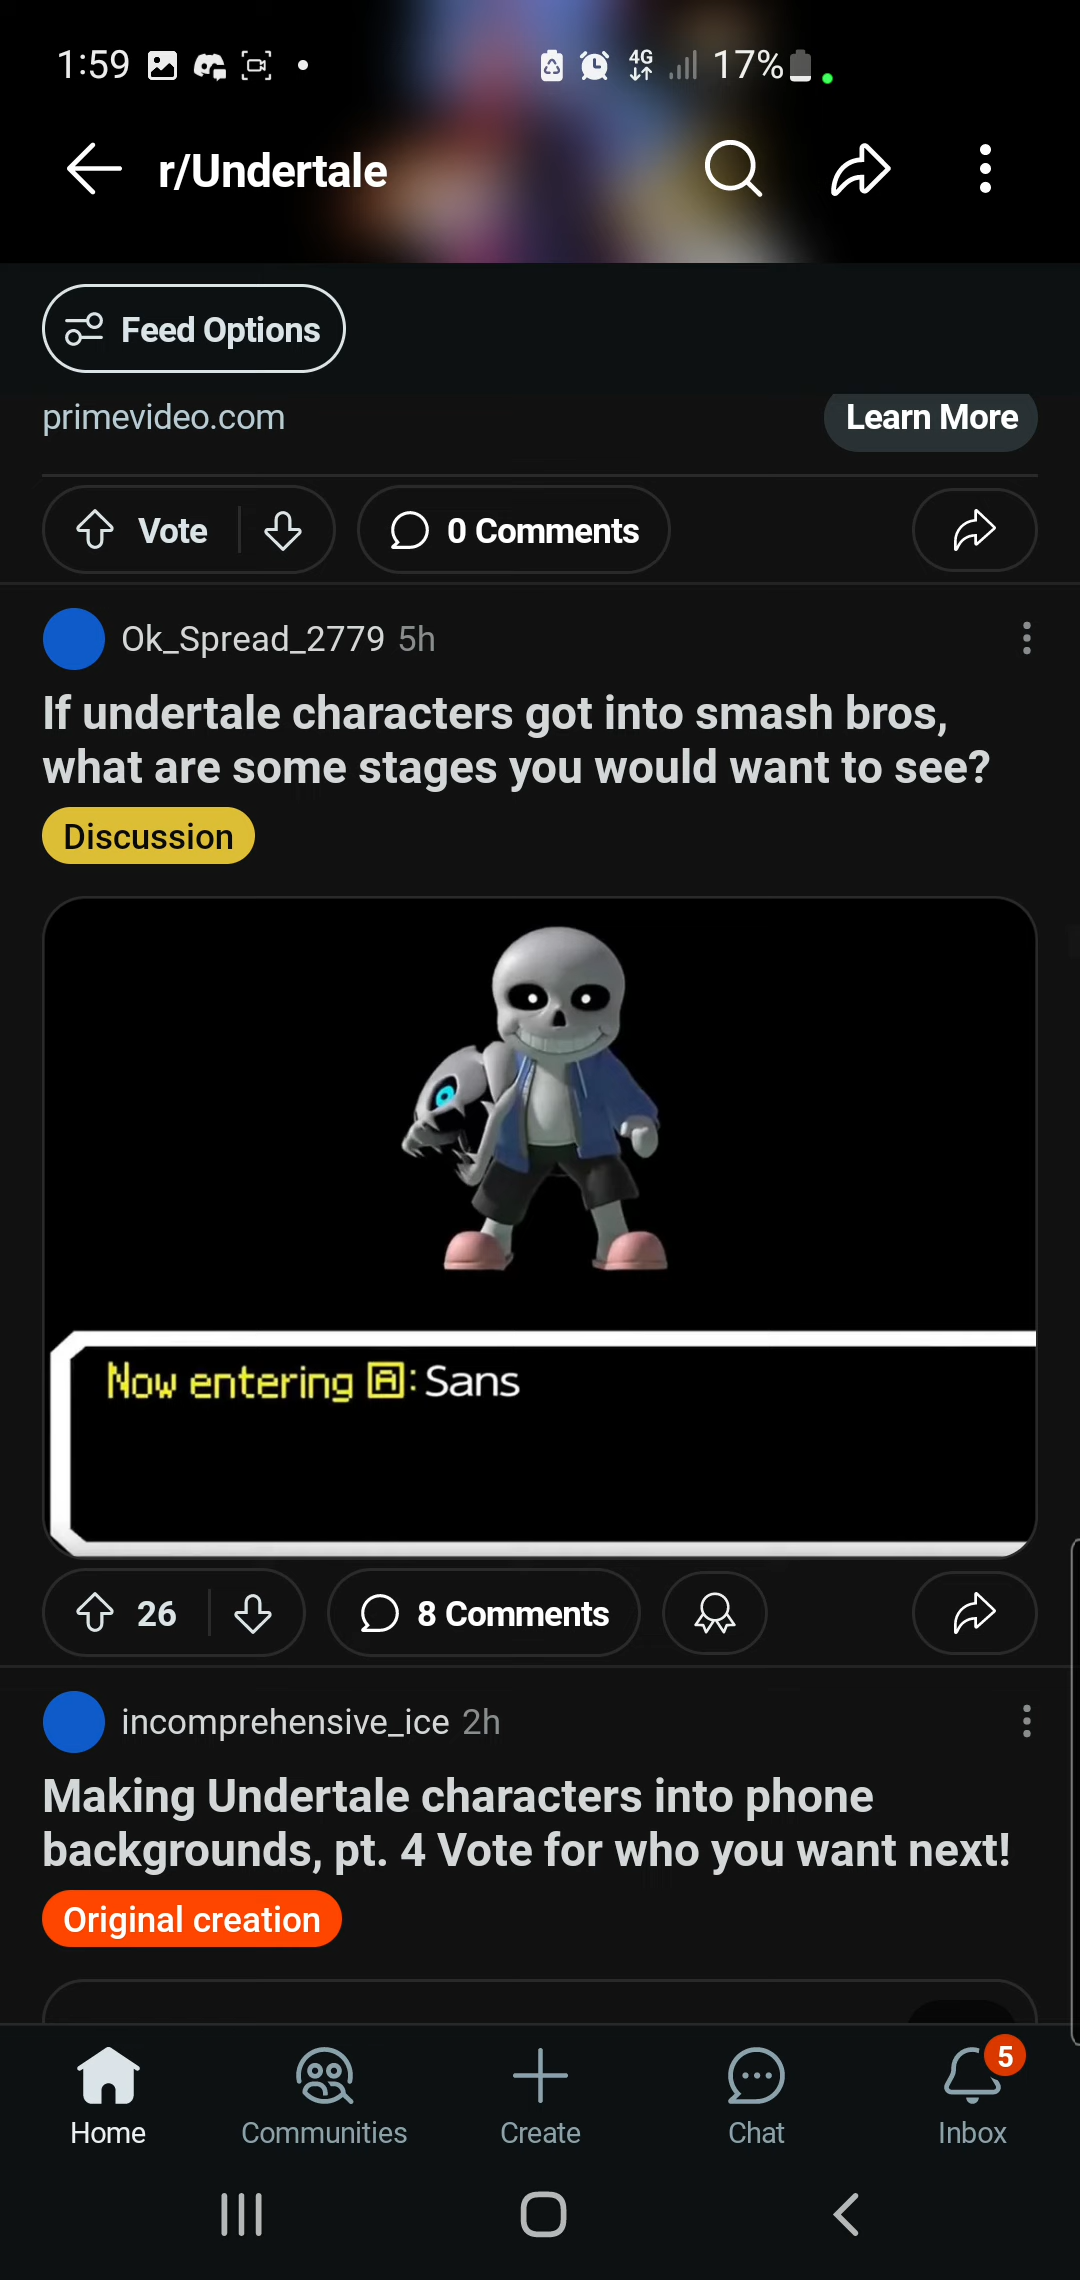 1:59 4G 17%
r/Undertale
Feed Options
primevideo.com Learn More
Vote 0 Comments
Ok_Spread_2779 5h
If undertale characters got into smash bros,
what are some stages you would want to see?
Discussion
Now entering A: Sans
26 8 Comments
incomprehensive_ice 2h
Making Undertale characters into phone
backgrounds, pt. 4 Vote for who you want next!
Original creation
5
Home Communities Create Chat Inbox